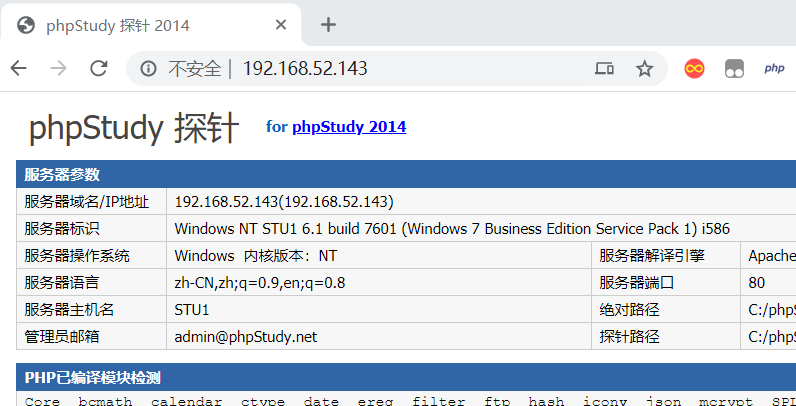 phpStudy 探针 2014
不安全 | 192.168.52.143
php
phpStudy 探针 for phpStudy 2014
服务器参数
服务器域名/IP地址 192.168.52.143(192.168.52.143)
服务器标识 Windows NT STU1 6.1 build 7601 (Windows 7 Business Edition Service Pack 1) i586
服务器操作系统 Windows 内核版本：NT 服务器解译引擎 Apache
服务器语言 zh-CN,zh;q=0.9,en;q=0.8 服务器端口 80
服务器主机名 STU1 绝对路径 C:/php
管理员邮箱 admin@phpStudy.net 探针路径 C:/php
PHP已编译模块检测
Core bcmath calendar ctype date ereg filter ftp hash iconv json mcrypt SPL